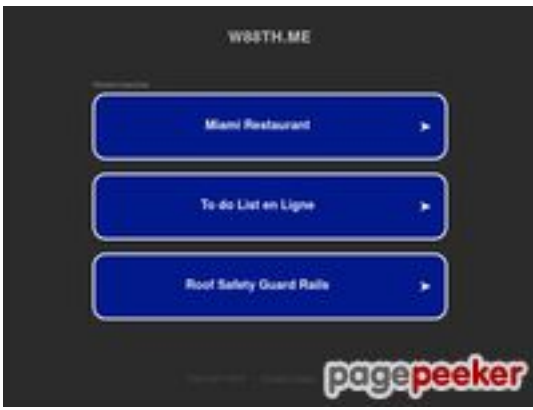 W88TH.ME
Miami Restaurant
To do List en Ligne
Roof Safety Guard Rails
pagepeeker